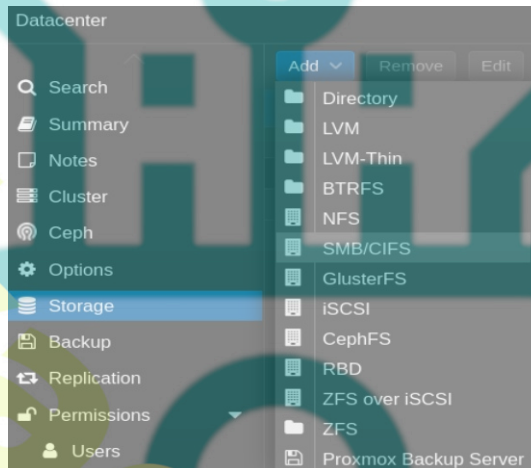 Datacenter
Search
Summary
Notes
Cluster
Ceph
Options
Storage
Backup
Replication
Permissions
Users
Add
Remove
Edit
Directory
LVM
LVM-Thin
BTRFS
NFS
SMB/CIFS
GlusterFS
iSCSI
CephFS
RBD
ZFS over iSCSI
ZFS
Proxmox Backup Server